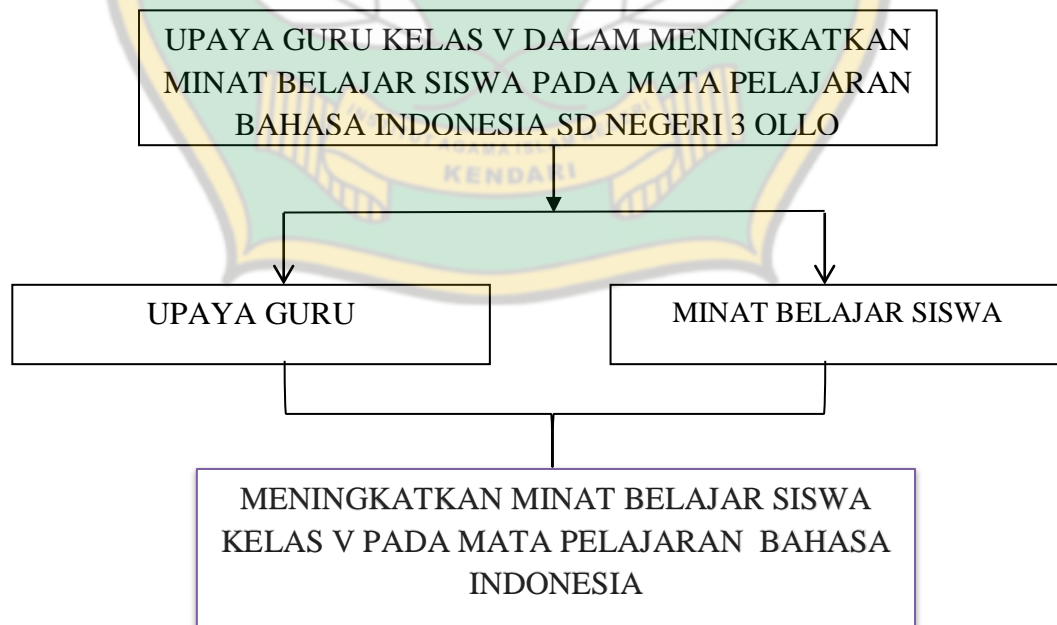 UPAYA GURU KELAS V DALAM MENINGKATKAN
MINAT BELAJAR SISWA PADA MATA PELAJARAN
BAHASA INDONESIA SD NEGERI 3 OLLO
KENDARI
UPAYA GURU
MINAT BELAJAR SISWA
MENINGKATKAN MINAT BELAJAR SISWA
KELAS V PADA MATA PELAJARAN BAHASA
INDONESIA